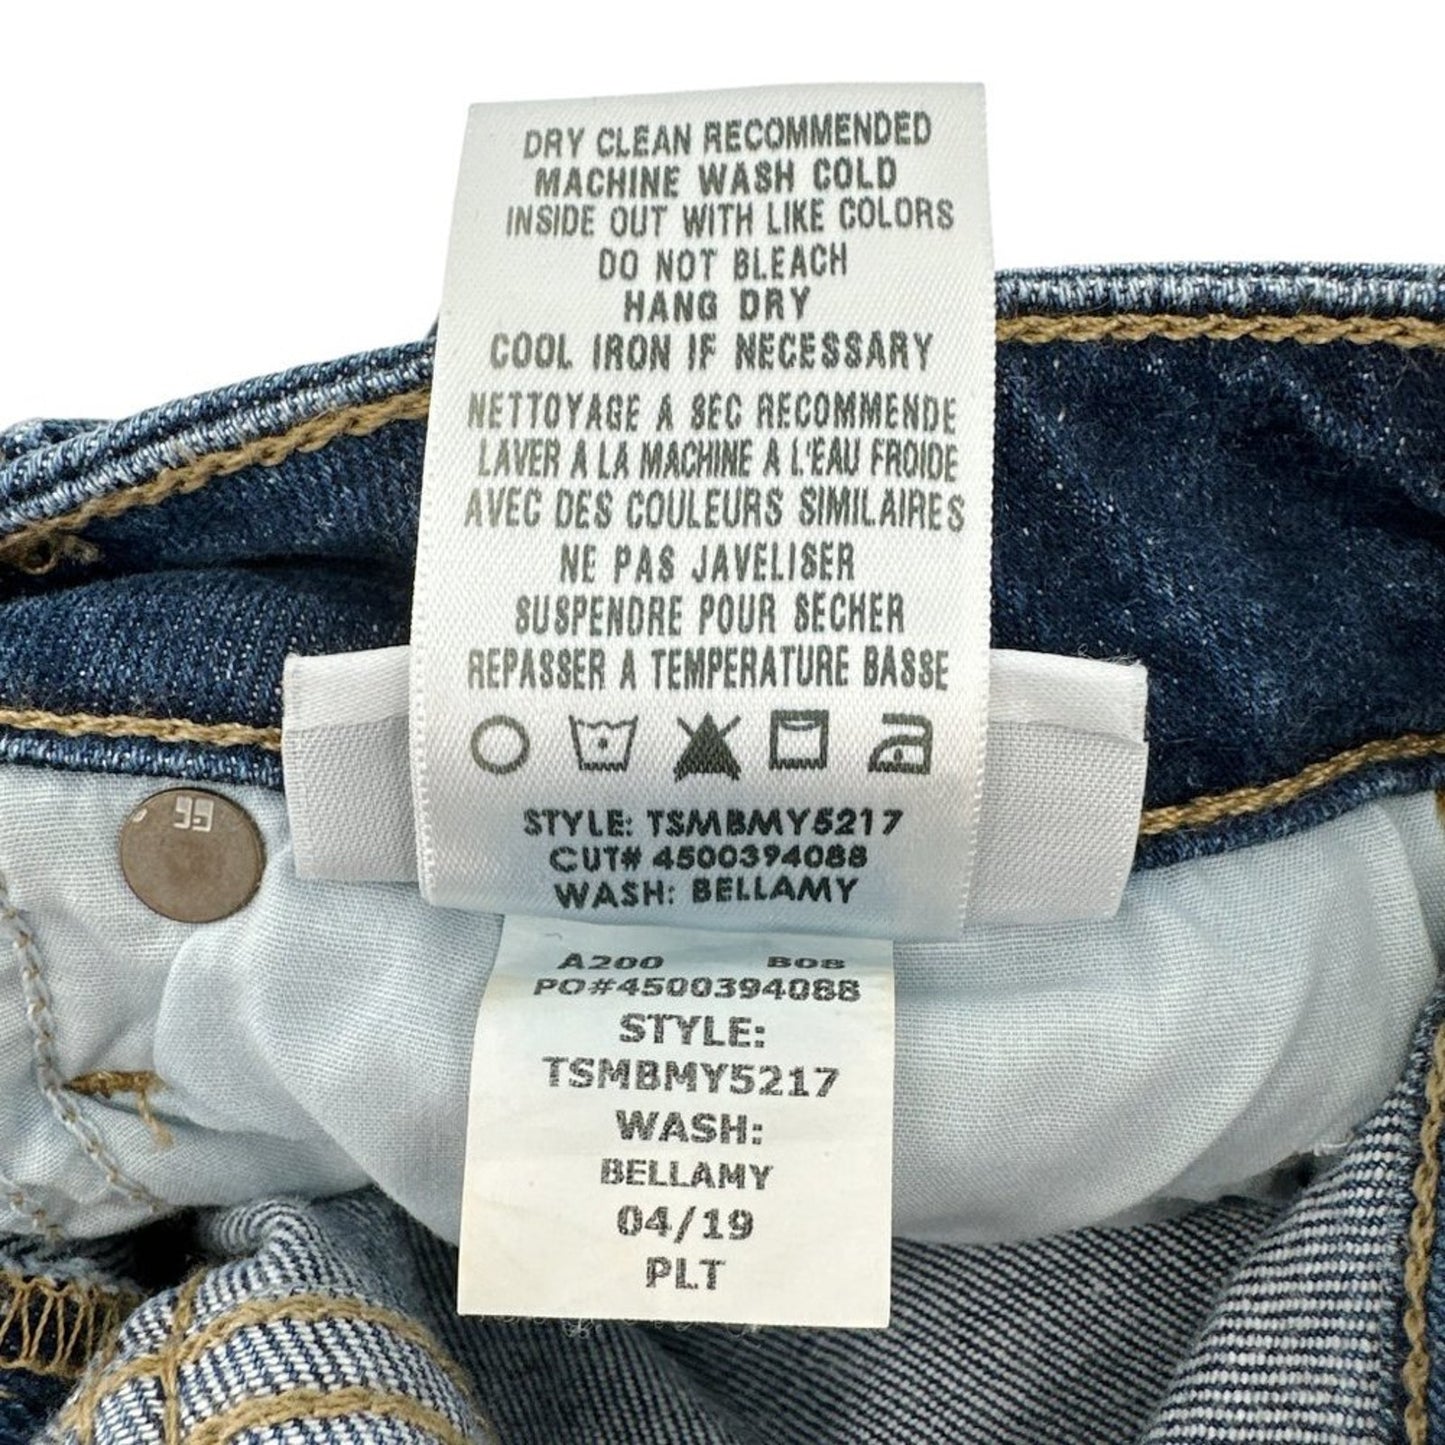 DRY CLEAN RECOMMENDED
MACHINE WASH COLD
INSIDE OUT WITH LIKE COLORS
DO NOT BLEACH
HANG DRY
COOL IRON IF NECESSARY
NETTOYAGE A SEC RECOMMENDE
LAVER A LA MACHINE A L'EAU FROIDE
AVEC DES COULEURS SIMILAIRES
NE PAS JAVELISER
SUSPENDRE POUR SECHER
REPASSER A TEMPERATURE BASSE
STYLE: TSMBMY5217
CUT# 4500394088
WASH: BELLAMY
A200 B08
PO#4500394088
STYLE:
TSMBMY5217
WASH:
BELLAMY
04/19
PLT